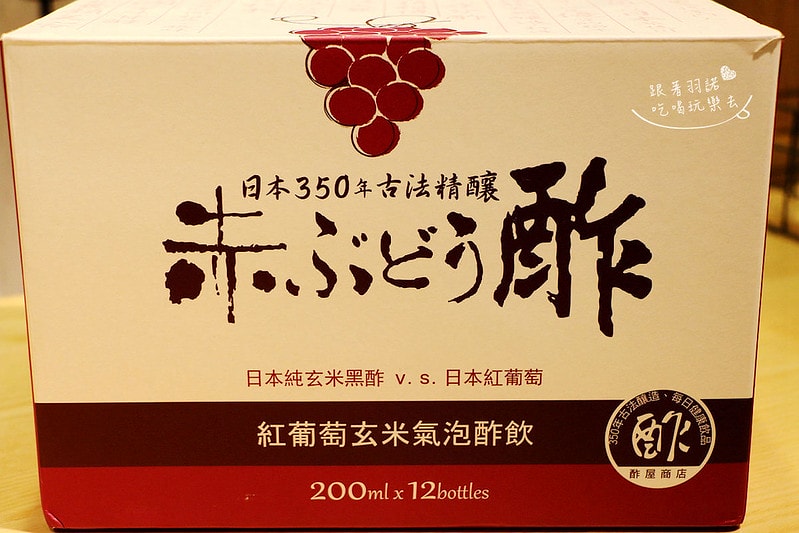 跟著羽諾
吃喝玩樂去
日本350年古法精釀
赤ぶどう酢
日本純玄米黑酢 v.s.日本紅葡萄
紅葡萄玄米氣泡酢飲
350年古法釀造、每日健康飲品
酢
酢屋商店
200ml x 12bottles